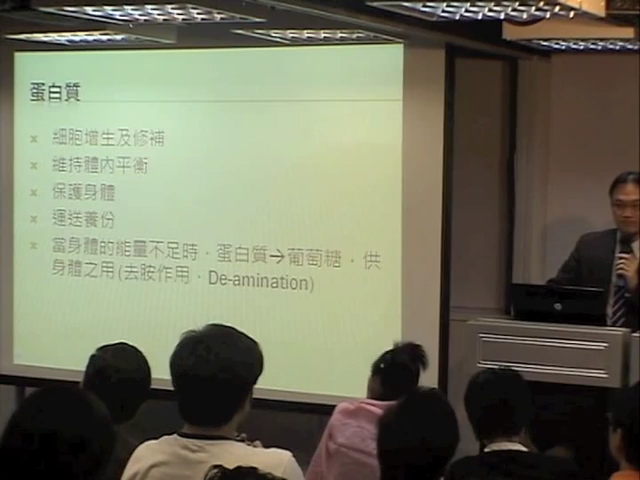 蛋白質
細胞增生及修補
維持體內平衡
保護身體
運送養份
當身體的能量不足時，蛋白質→葡萄糖，供
身體之用(去胺作用，De-amination)